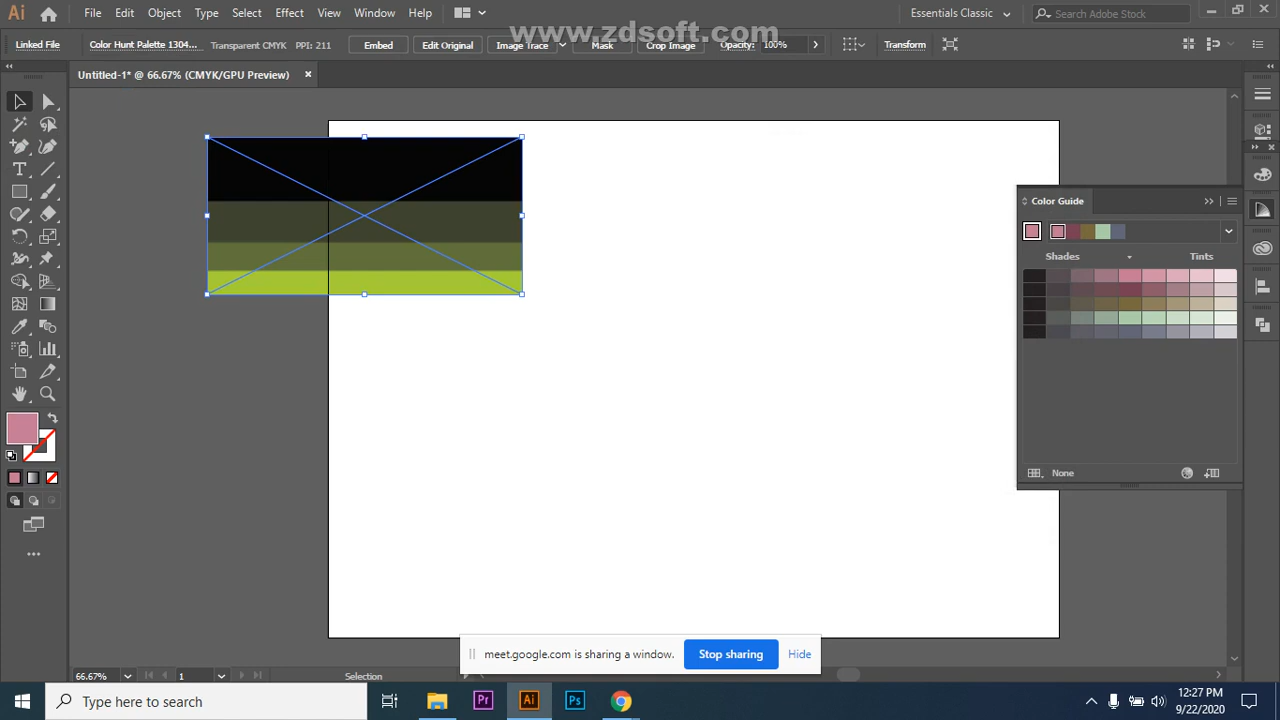 Ai File Edit Object Type Select Effect View Window Help Essentials Classic Search Adobe Stock
www.zdsoft.com
Linked File Color Hunt Palette 1304... Transparent CMYK PPI: 211 Embed Edit Original Image Trace Mask Crop Image Opacity: 100% Transform
Untitled-1* @ 66.67% (CMYK/GPU Preview)
Color Guide
Shades Tints
None
meet.google.com is sharing a window. Stop sharing Hide
66.67% 1 Selection
Type here to search Pr Ai Ps
12:27 PM
9/22/2020